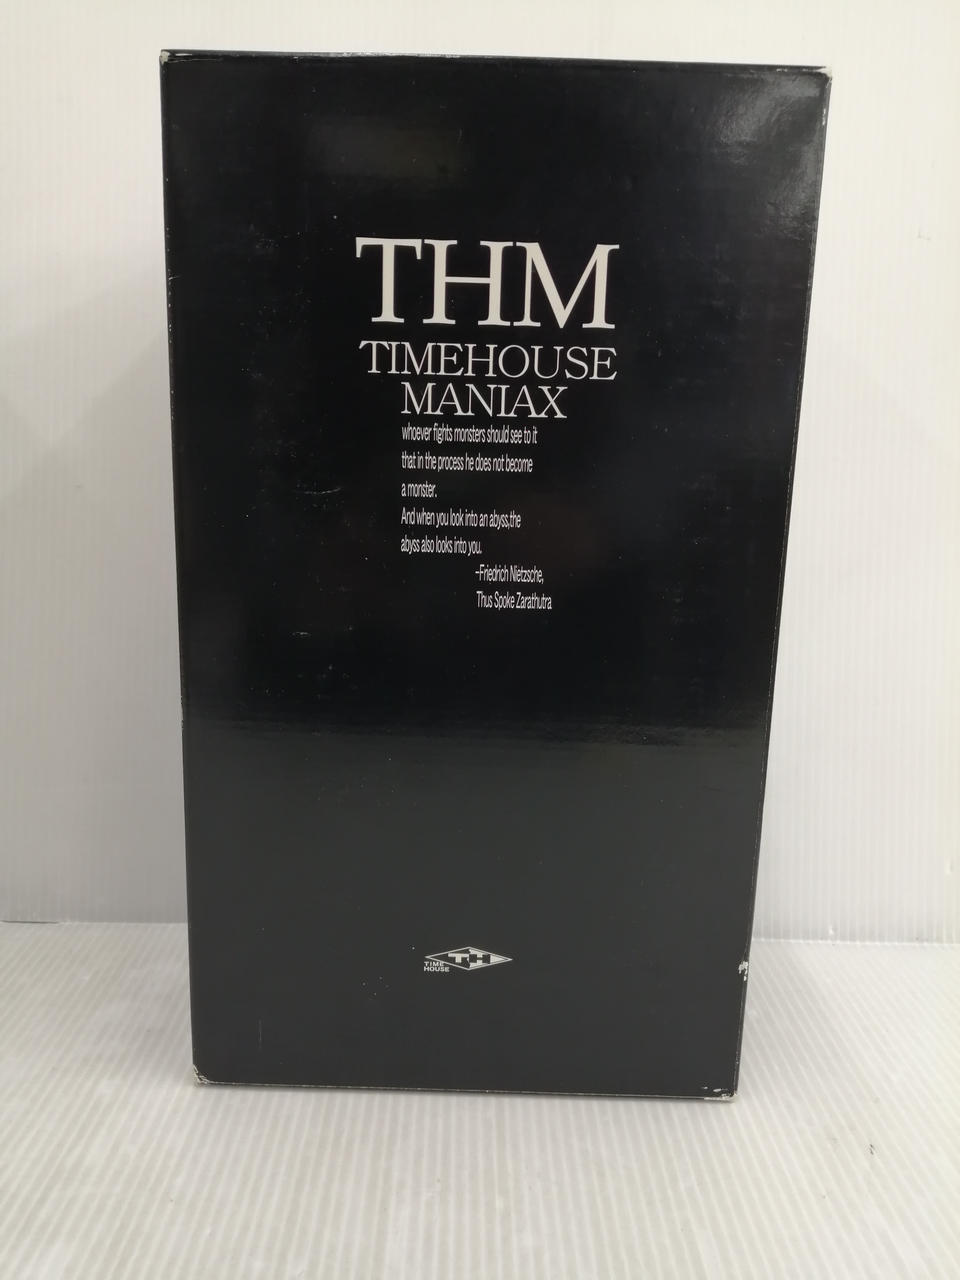 THM
TIMEHOUSE
MANIAX
whoever fights monsters should see to it
that in the process he does not become
a monster.
And when you look into an abyss,the
abyss also looks into you.
-Friedrich Nietzsche,
Thus Spoke Zarathutra
TIME
HOUSE
TH